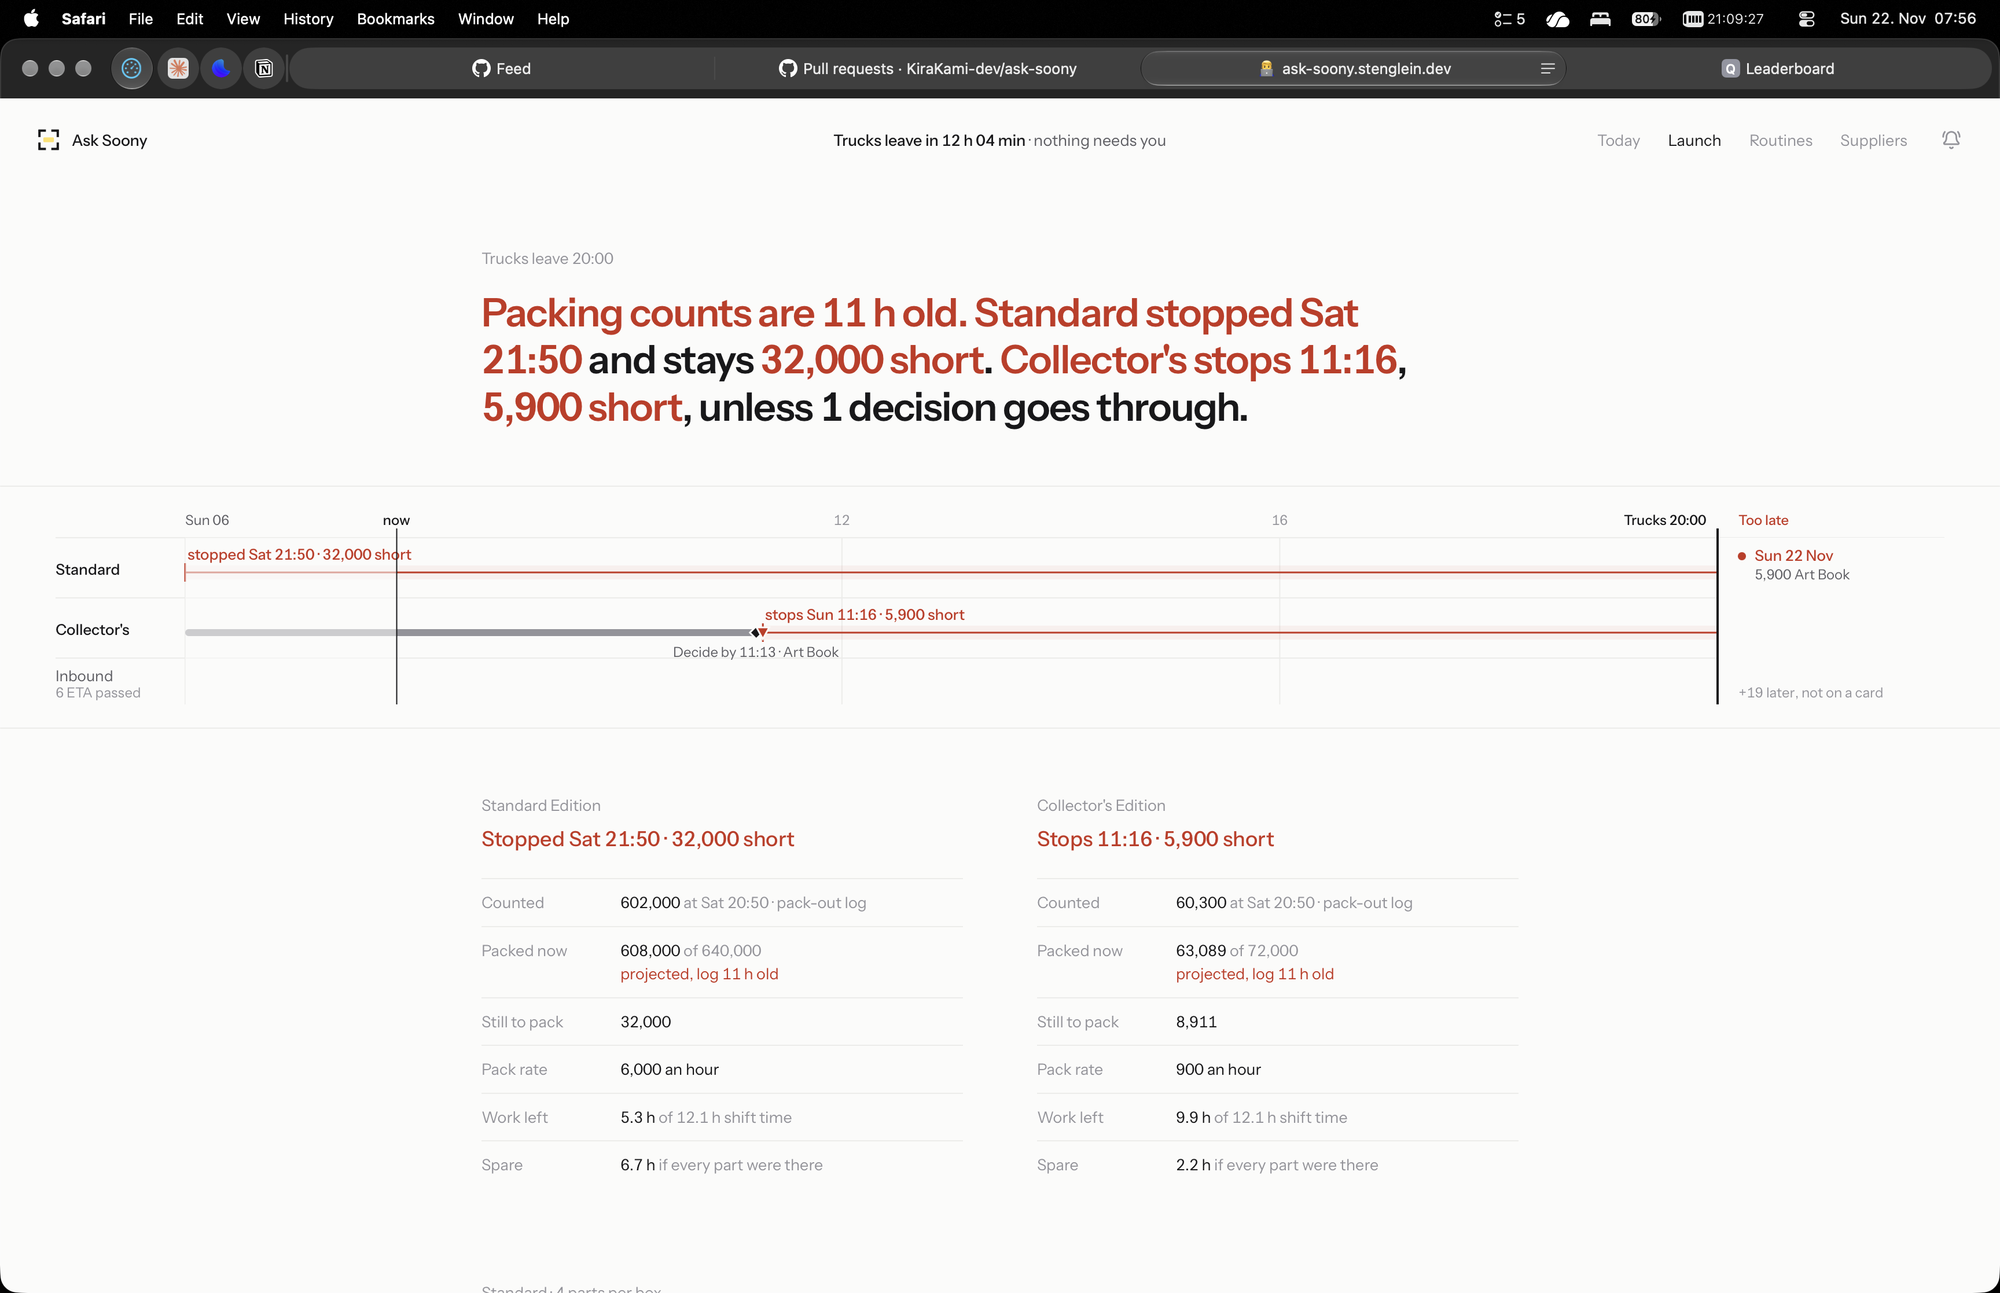 Safari File Edit View History Bookmarks Window Help 5 80 21:09:27 Sun 22. Nov 07:56
Feed Pull requests · KiraKami-dev/ask-soony ask-soony.stenglein.dev Q Leaderboard
Ask Soony
Trucks leave in 12 h 04 min · nothing needs you
Today Launch Routines Suppliers
Trucks leave 20:00
Packing counts are 11 h old. Standard stopped Sat
21:50 and stays 32,000 short. Collector's stops 11:16,
5,900 short, unless 1 decision goes through.
Sun 06 now 12 16 Trucks 20:00 Too late
Standard
stopped Sat 21:50 · 32,000 short
Sun 22 Nov
5,900 Art Book
Collector's
stops Sun 11:16 · 5,900 short
Decide by 11:13 · Art Book
Inbound
6 ETA passed
+19 later, not on a card
Standard Edition
Stopped Sat 21:50 · 32,000 short
Counted 602,000 at Sat 20:50 · pack-out log
Packed now 608,000 of 640,000
projected, log 11 h old
Still to pack 32,000
Pack rate 6,000 an hour
Work left 5.3 h of 12.1 h shift time
Spare 6.7 h if every part were there
Collector's Edition
Stops 11:16 · 5,900 short
Counted 60,300 at Sat 20:50 · pack-out log
Packed now 63,089 of 72,000
projected, log 11 h old
Still to pack 8,911
Pack rate 900 an hour
Work left 9.9 h of 12.1 h shift time
Spare 2.2 h if every part were there
Standard · 4 parts per box